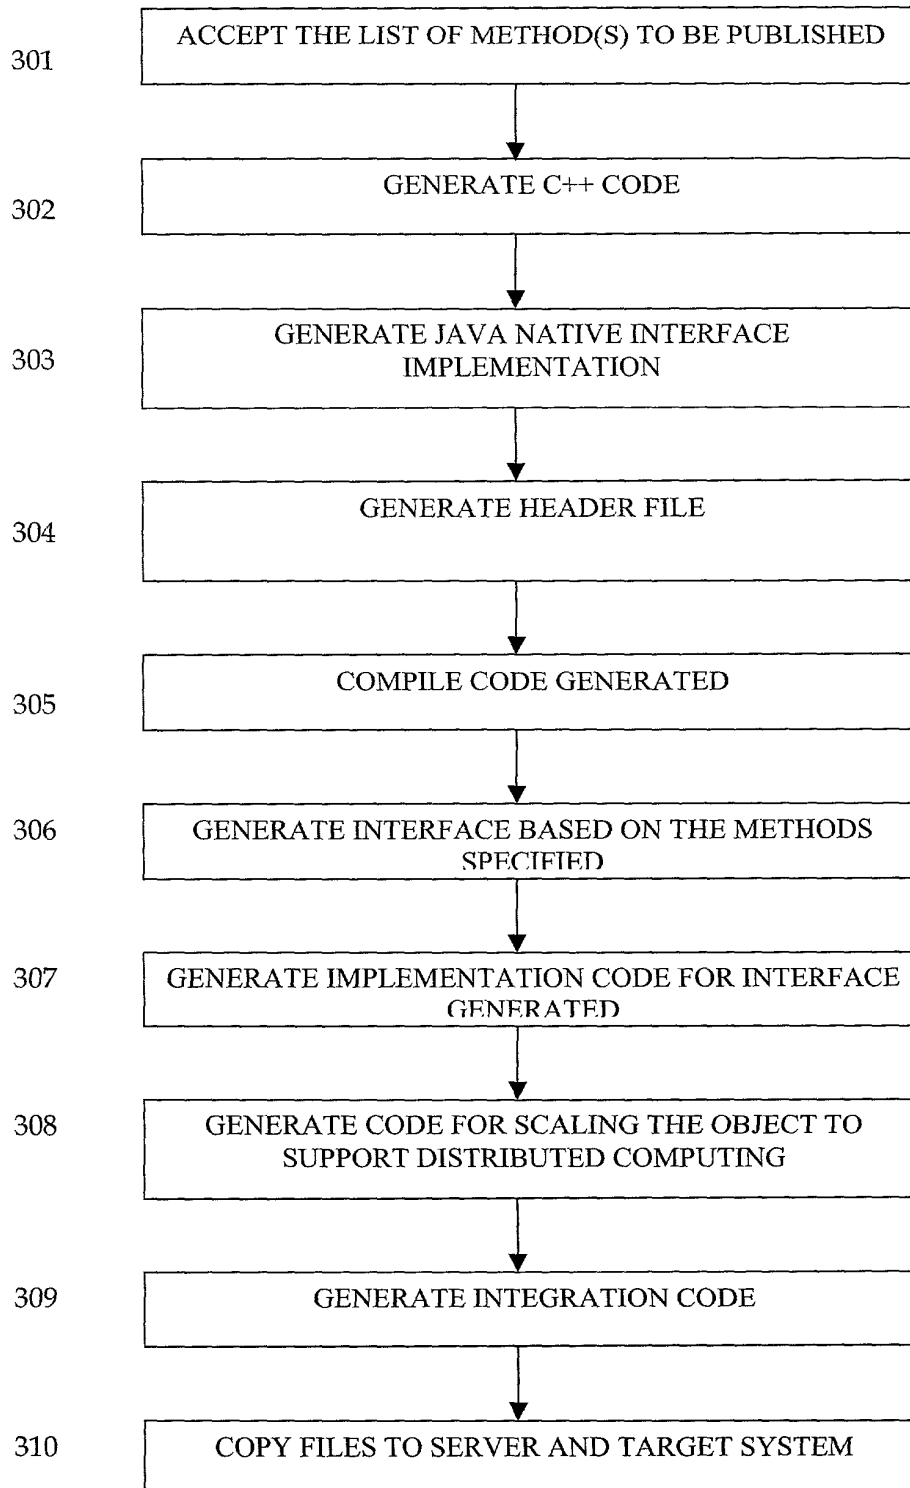 301
ACCEPT THE LIST OF METHOD(S) TO BE PUBLISHED
302
GENERATE C++ CODE
303
GENERATE JAVA NATIVE INTERFACE
IMPLEMENTATION
304
GENERATE HEADER FILE
305
COMPILE CODE GENERATED
306
GENERATE INTERFACE BASED ON THE METHODS
SPECIFIED
307
GENERATE IMPLEMENTATION CODE FOR INTERFACE
GENERATED
308
GENERATE CODE FOR SCALING THE OBJECT TO
SUPPORT DISTRIBUTED COMPUTING
309
GENERATE INTEGRATION CODE
310
COPY FILES TO SERVER AND TARGET SYSTEM